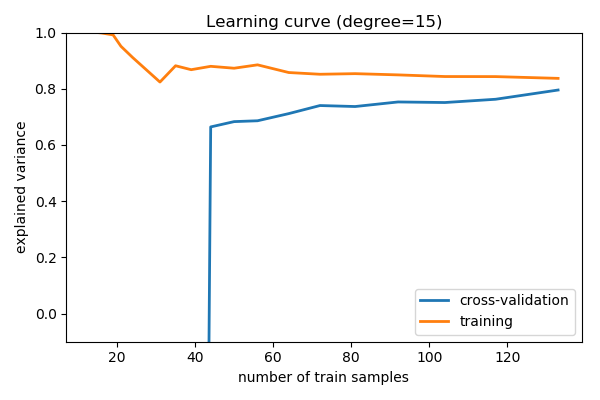 Learning curve (degree=15)
explained variance
1.0
0.8
0.6
0.4
0.2
0.0
20
40
60
80
100
120
number of train samples
cross-validation
training